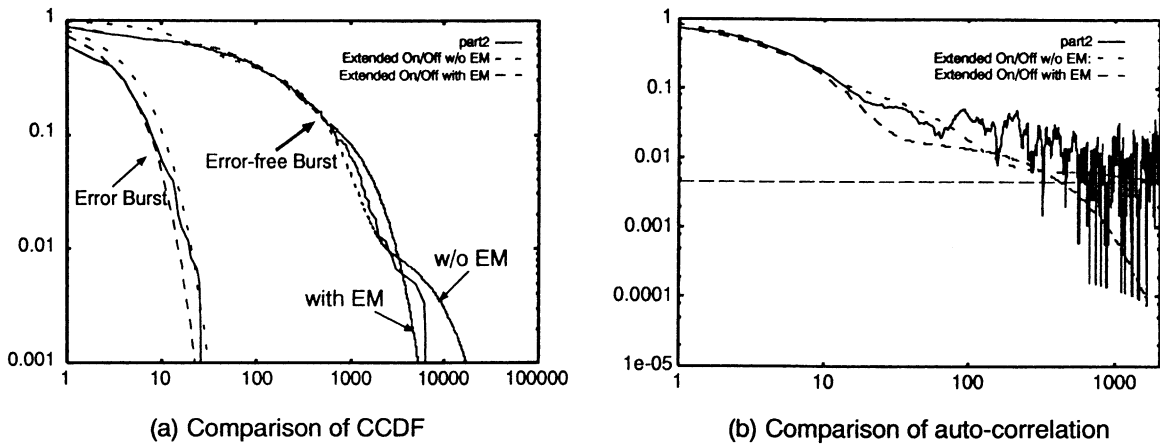 1
0.1
0.01
0.001
1
10
100
1000
10000
100000
part2
Extended On/Off w/o EM
Extended On/Off with EM
Error-free Burst
Error Burst
w/o EM
with EM
(a) Comparison of CCDF
1
0.1
0.01
0.001
0.0001
1e-05
1
10
100
1000
part2
Extended On/Off w/o EM:
Extended On/Off with EM
(b) Comparison of auto-correlation